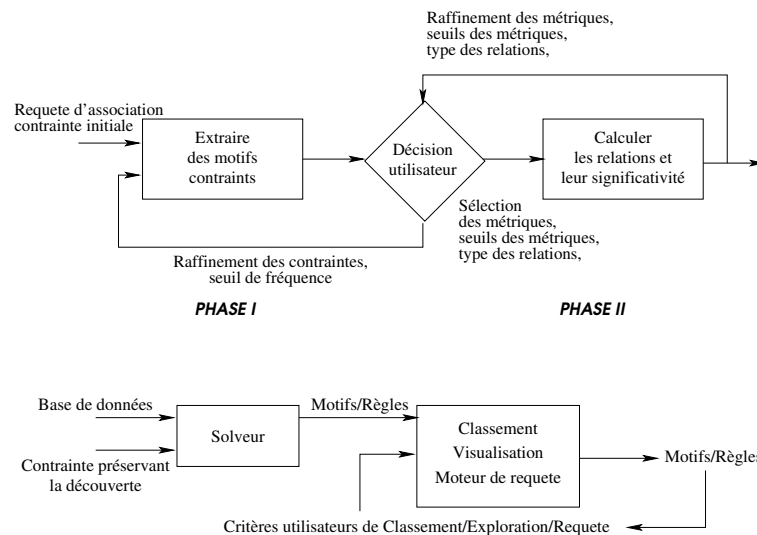 Raffinement des métriques,
seuils des métriques,
type des relations,
Requete d'association
contrainte initiale
Extraire
des motifs
contraints
Décision
utilisateur
Calculer
les relations et
leur significativité
Sélection
des métriques,
seuils des métriques,
type des relations,
Raffinement des contraintes,
seuil de fréquence
PHASE I
PHASE II
Base de données
Contrainte préservant
la découverte
Solveur
Motifs/Règles
Classement
Visualisation
Moteur de requete
Motifs/Règles
Critères utilisateurs de Classement/Exploration/Requete